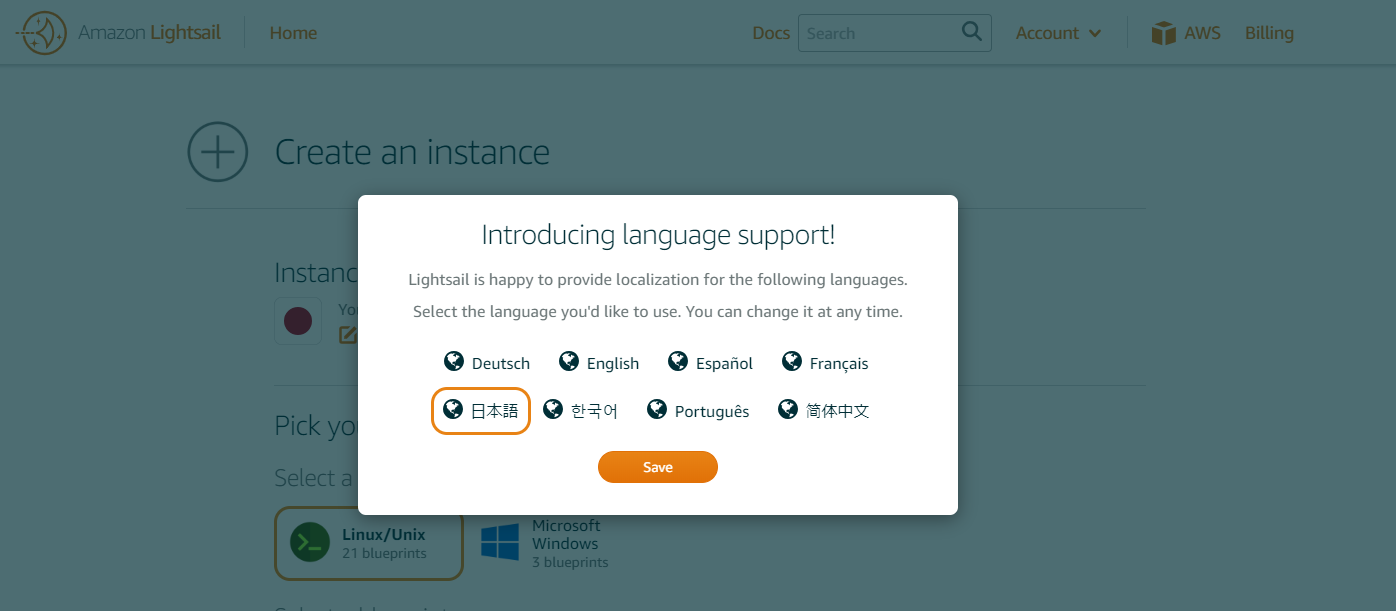 Amazon Lightsail Home Docs Search Account AWS Billing
Create an instance
Introducing language support!
Lightsail is happy to provide localization for the following languages.
Select the language you'd like to use. You can change it at any time.
Deutsch English Español Français
日本語 한국어 Português 简体中文
Save
Pick
Select a
Linux/Unix
21 blueprints
Microsoft
Windows
3 blueprints